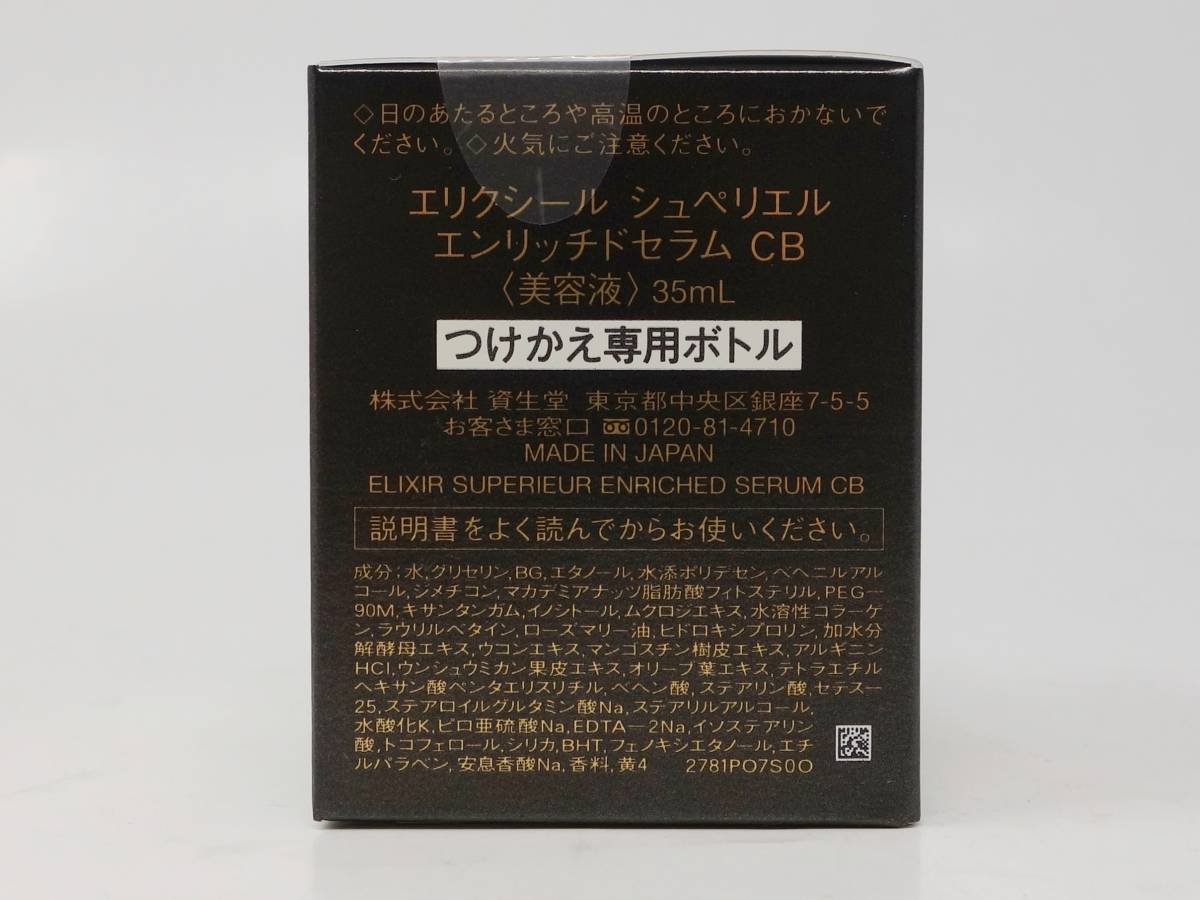 ◇日のあたるところや高温のところにおかないで
ください。◇火気にご注意ください。
エリクシール シュペリエル
エンリッチドセラム CB
〈美容液〉35mL
つけかえ専用ボトル
株式会社 資生堂 東京都中央区銀座7-5-5
お客さま窓口 0120-81-4710
MADE IN JAPAN
ELIXIR SUPERIEUR ENRICHED SERUM CB
説明書をよく読んでからお使いください。
成分:水,グリセリン,BG,エタノール,水添ポリデセン,ベヘニルアル
コール,ジメチコン,マカデミアナッツ脂肪酸フィトステリル,PEG-
90M,キサンタンガム,イノシトール,ムクロジエキス,水溶性コラーゲ
ン,ラウリルベタイン,ローズマリー油,ヒドロキシプロリン,加水分
解酵母エキス,ウコンエキス,マンゴスチン樹皮エキス,アルギニン
HCl,ウンシュウミカン果皮エキス,オリーブ葉エキス,テトラエチル
ヘキサン酸ペンタエリスリチル,ベヘン酸,ステアリン酸,セテスー
25,ステアロイルグルタミン酸Na,ステアリルアルコール,
水酸化K,ピロ亜硫酸Na,EDTA-2Na,イソステアリン
酸,トコフェロール,シリカ,BHT,フェノキシエタノール,エチ
ルパラベン,安息香酸Na,香料,黄4 2781PO7S0O